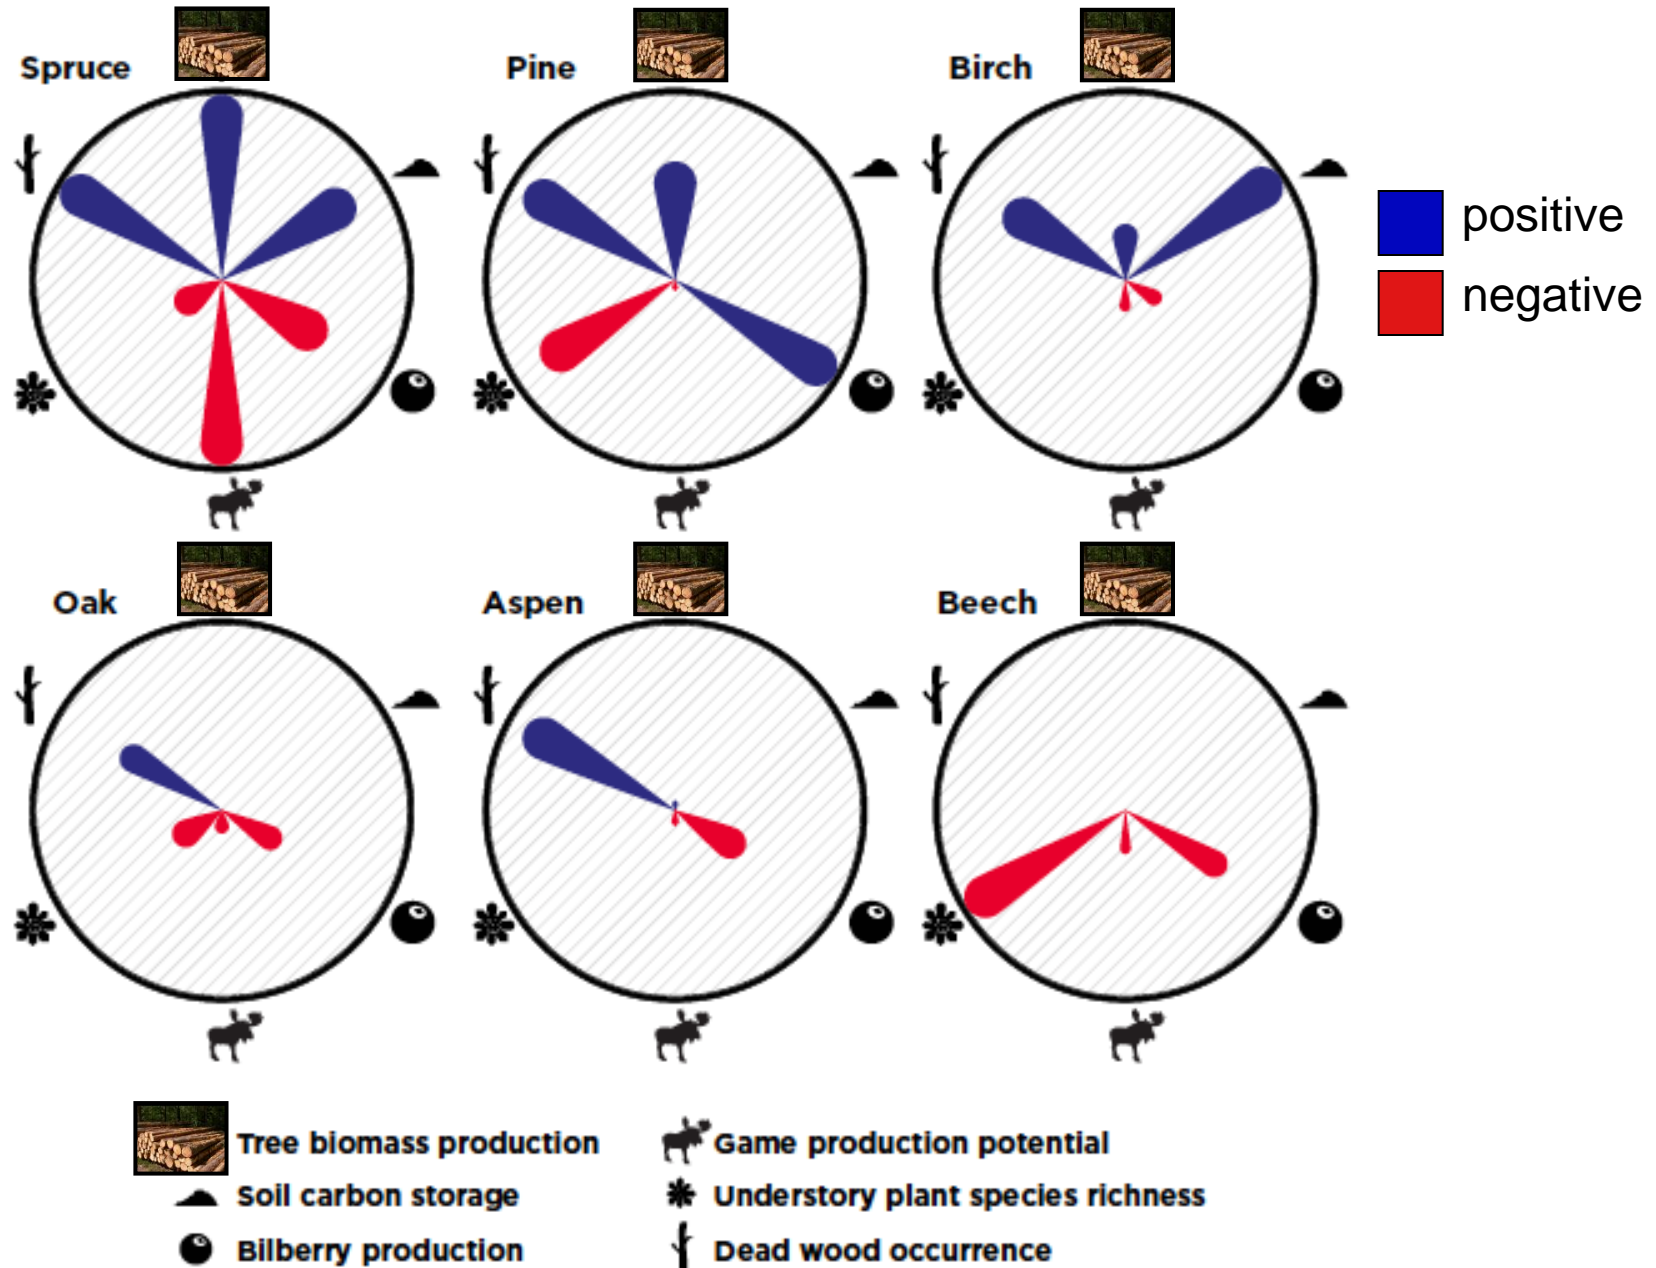 Spruce
Pine
Birch
positive
negative
Oak
Aspen
Beech
Tree biomass production
Game production potential
Soil carbon storage
Understory plant species richness
Bilberry production
Dead wood occurrence